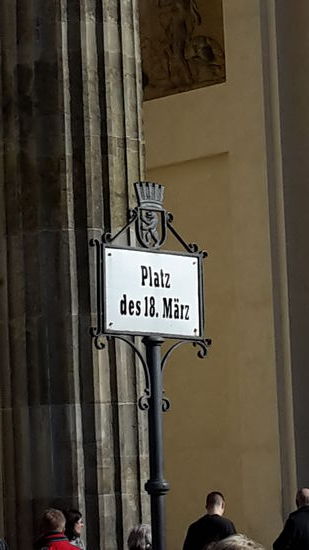 Platz
des 18. März